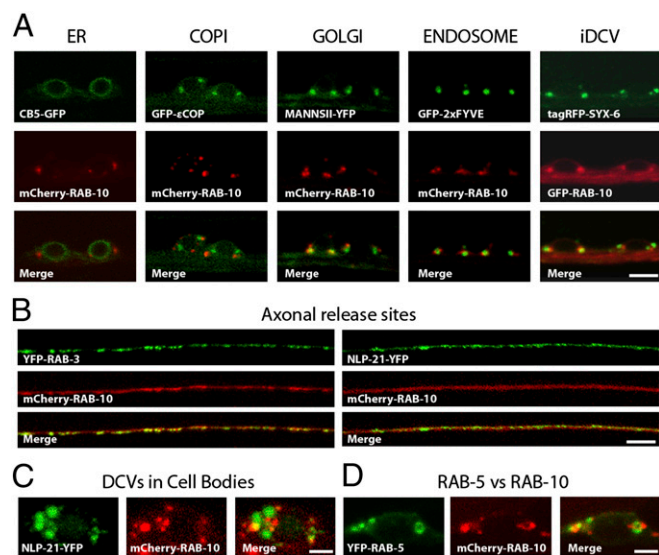 A
ER
COPI
GOLGI
ENDOSOME
iDCV
CB5-GFP
GFP-εCOP
MANNSII-YFP
GFP-2xFYVE
tagRFP-SYX-6
mCherry-RAB-10
mCherry-RAB-10
mCherry-RAB-10
mCherry-RAB-10
GFP-RAB-10
Merge
Merge
Merge
Merge
Merge
B
Axonal release sites
YFP-RAB-3
NLP-21-YFP
mCherry-RAB-10
mCherry-RAB-10
Merge
Merge
C
DCVs in Cell Bodies
D
RAB-5 vs RAB-10
NLP-21-YFP
mCherry-RAB-10
Merge
YFP-RAB-5
mCherry-RAB-10
Merge